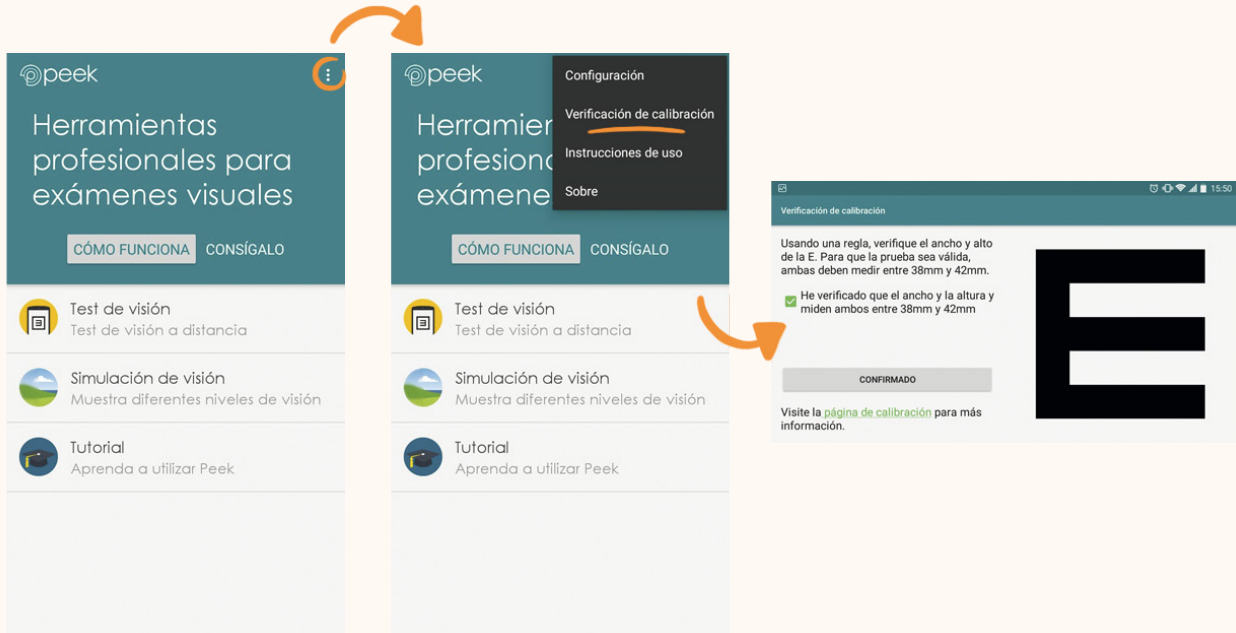 peek
Herramientas
profesionales para
exámenes visuales
CÓMO FUNCIONA CONSÍGALO
Test de visión
Test de visión a distancia
Simulación de visión
Muestra diferentes niveles de visión
Tutorial
Aprenda a utilizar Peek
peek
Herramier
profesiona
exámene
CÓMO FUNCIONA CONSÍGALO
Configuración
Verificación de calibración
Instrucciones de uso
Sobre
Test de visión
Test de visión a distancia
Simulación de visión
Muestra diferentes niveles de visión
Tutorial
Aprenda a utilizar Peek
15:50
Verificación de calibración
Usando una regla, verifique el ancho y alto
de la E. Para que la prueba sea válida,
ambas deben medir entre 38mm y 42mm.
He verificado que el ancho y la altura y
miden ambos entre 38mm y 42mm
CONFIRMADO
Visite la página de calibración para más
información.
E